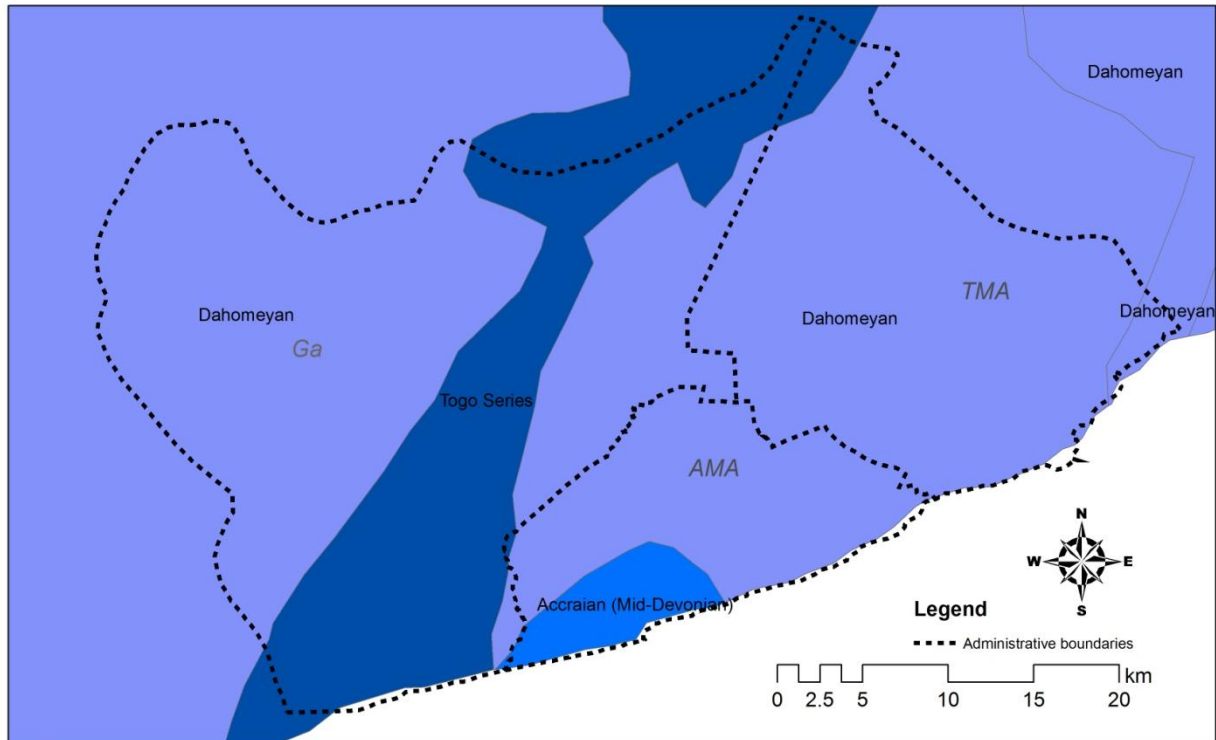 Dahomeyan
TMA
Dahomeyan
Dahomeyan
Dahomeyan
Ga
Togo Series
AMA
N
W E
S
Accraian (Mid-Devonian)
Legend
Administrative boundaries
km
0 2.5 5 10 15 20